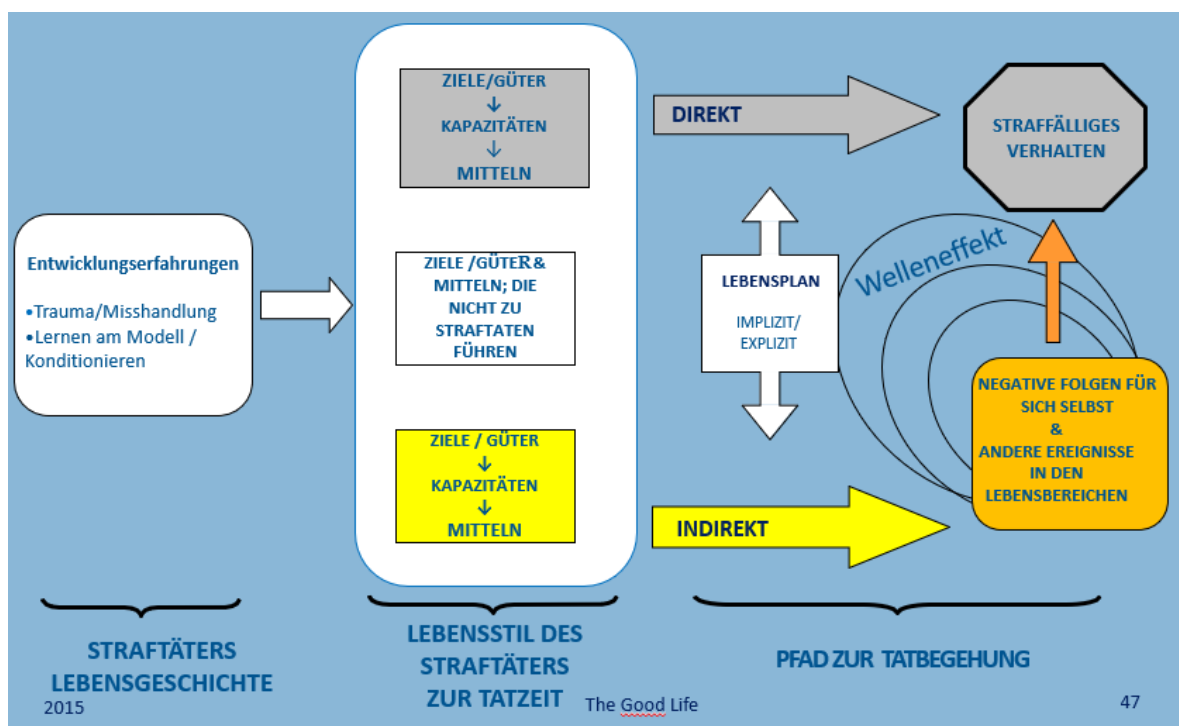 Entwicklungserfahrungen
•Trauma/Misshandlung
•Lernen am Modell /
Konditionieren
ZIELE/GÜTER
↓
KAPAZITÄTEN
↓
MITTELN
ZIELE /GÜTER &
MITTELN; DIE
NICHT ZU
STRAFTATEN
FÜHREN
ZIELE / GÜTER
↓
KAPAZITÄTEN
↓
MITTELN
DIREKT
LEBENSPLAN
IMPLIZIT/
EXPLIZIT
INDIREKT
STRAFFÄLLIGES
VERHALTEN
Welleneffekt
NEGATIVE FOLGEN FÜR
SICH SELBST
&
ANDERE EREIGNISSE
IN DEN
LEBENSBEREICHEN
STRAFTÄTERS
LEBENSGESCHICHTE
LEBENSSTIL DES
STRAFTÄTERS
ZUR TATZEIT
PFAD ZUR TATBEGEHUNG
2015
The Good Life
47